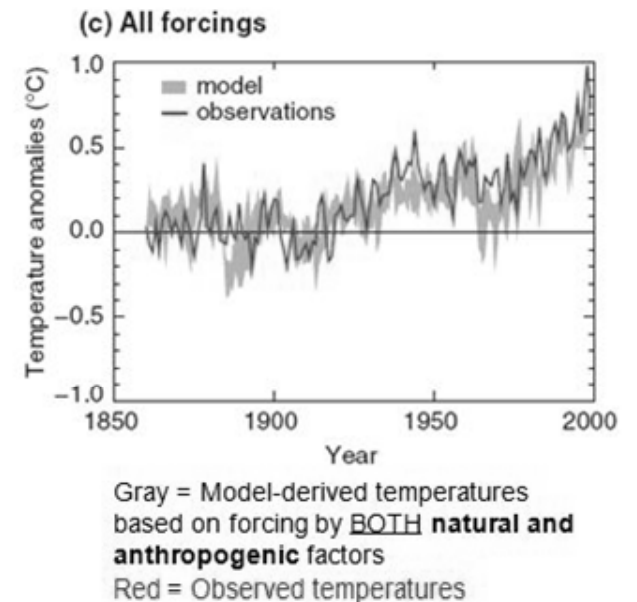 (c) All forcings
Temperature anomalies (°C)
1.0
0.5
0.0
−0.5
−1.0
model
observations
1850
1900
1950
2000
Year
Gray = Model-derived temperatures
based on forcing by BOTH natural and
anthropogenic factors
Red = Observed temperatures